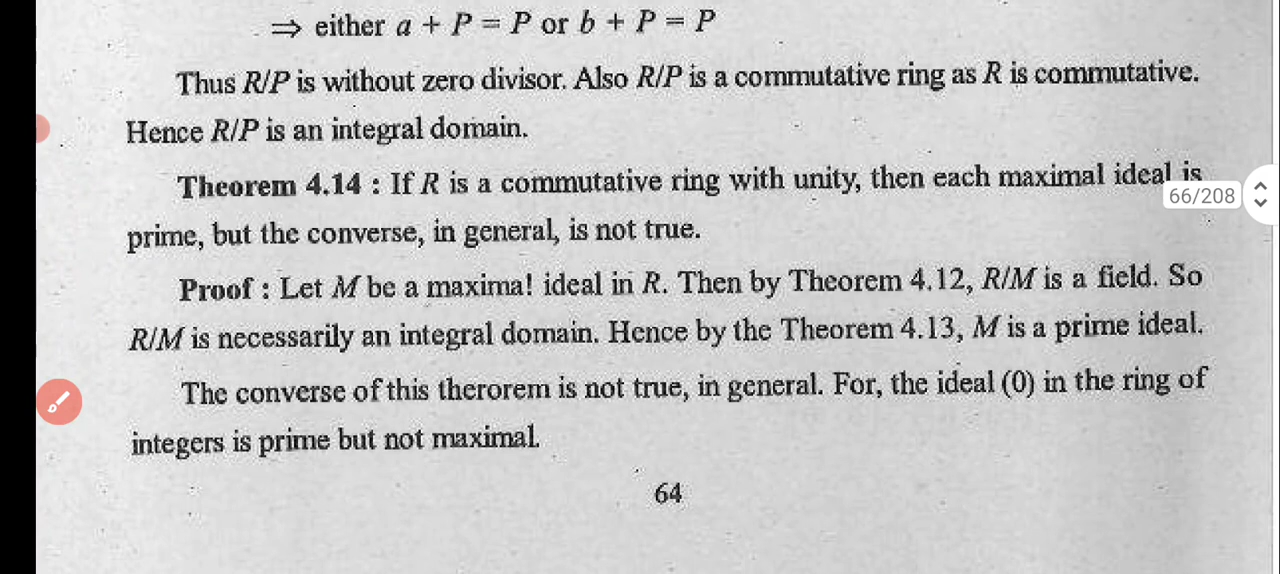 ⇒ either a + P = P or b + P = P
Thus R/P is without zero divisor. Also R/P is a commutative ring as R is commutative.
Hence R/P is an integral domain.
Theorem 4.14 : If R is a commutative ring with unity, then each maximal ideal is
66/208
prime, but the converse, in general, is not true.
Proof : Let M be a maxima! ideal in R. Then by Theorem 4.12, R/M is a field. So
R/M is necessarily an integral domain. Hence by the Theorem 4.13, M is a prime ideal.
The converse of this therorem is not true, in general. For, the ideal (0) in the ring of
integers is prime but not maximal.
64